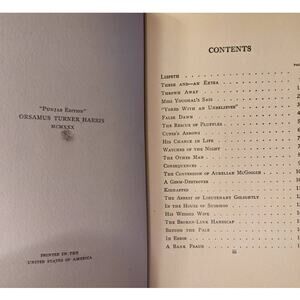 "Punjab Edition"
ORSAMUS TURNER HARRIS
MCMXXX
PRINTED IN THE
UNITED STATES OF AMERICA
CONTENTS
PAGE
LISPETH
THREE AND—AN EXTRA
THROWN AWAY
MISS YOUGHAL'S SAIS
"YOKED WITH AN UNBELIEVER"
FALSE DAWN
THE RESCUE OF PLUFFLES
CUPID'S ARROWS
HIS CHANCE IN LIFE
WATCHES OF THE NIGHT
THE OTHER MAN
CONSEQUENCES
THE CONVERSION OF AURELIAN MCGOGGIN
A GERM-DESTROYER
KIDNAPPED
THE ARREST OF LIEUTENANT GOLIGHTLY
IN THE HOUSE OF SUDDHOO
HIS WEDDED WIFE
THE BROKEN-LINK HANDICAP
BEYOND THE PALE
IN ERROR
A BANK FRAUD
iii